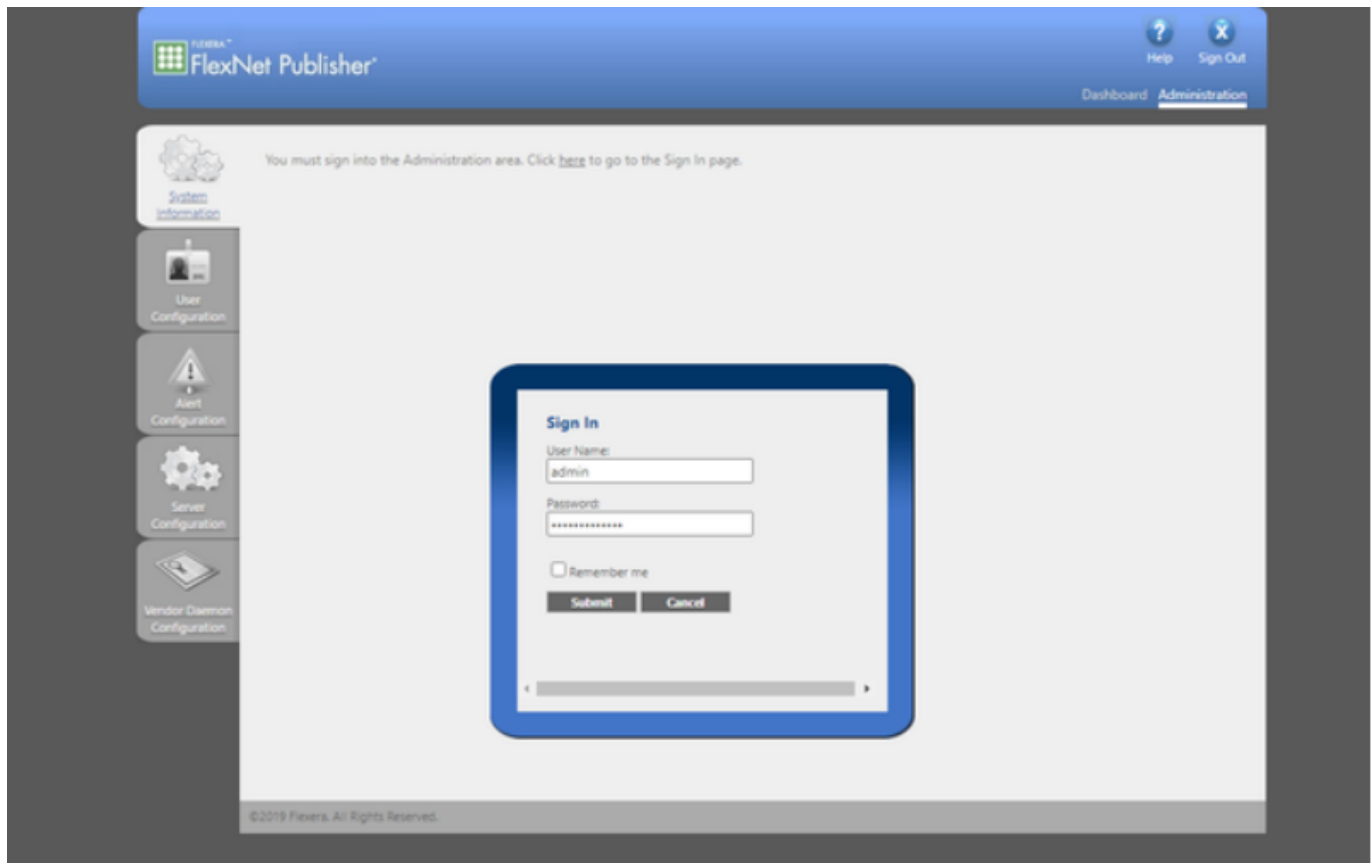 FLEXERA™
FlexNet Publisher®
? X
Help Sign Out
Dashboard Administration
You must sign into the Administration area. Click here to go to the Sign In page.
System
Information
User
Configuration
Alert
Configuration
Server
Configuration
Vendor Daemon
Configuration
Sign In
User Name:
admin
Password:
•••••••••••••
Remember me
Submit Cancel
©2019 Flexera. All Rights Reserved.